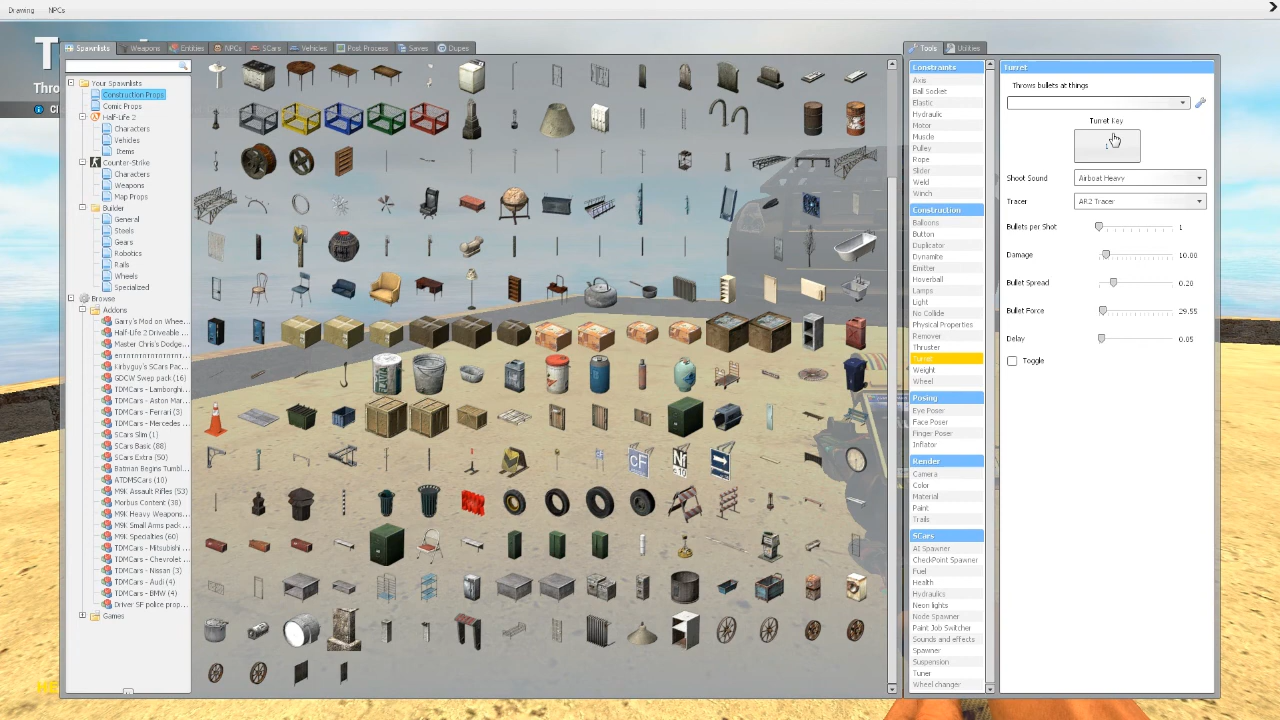 Drawing NPCs
T
Thro
Spawnlists Weapons Entities NPCs SCars Vehicles Post Process Saves Dupes
Your Spawnlists
Construction Props
Comic Props
Half-Life 2
Characters
Vehicles
Items
Counter-Strike
Characters
Weapons
Map Props
Builder
General
Steels
Gears
Robotics
Rails
Wheels
Specialized
Browse
Addons
Garry's Mod on Whee...
Half-Life 2 Driveable ...
Master Chris's Dodge...
Kirbyguy's SCars Pac...
GDCW Swep pack (16)
TDMCars - Lamborghi...
TDMCars - Aston Mar...
TDMCars - Ferrari (3)
TDMCars - Mercedes ...
SCars Slim (1)
SCars Basic (88)
SCars Extra (50)
Batman Begins Tumbl...
ATDMSCars (10)
M9K Assault Rifles (53)
Morbus Content (38)
M9K Heavy Weapons...
M9K Small Arms pack ...
M9K Specialties (60)
TDMCars - Mitsubishi ...
TDMCars - Chevrolet ...
TDMCars - Nissan (3)
TDMCars - Audi (4)
TDMCars - BMW (4)
Driver SF police prop...
Games
CF
Tools Utilities
Constraints
Axis
Ball Socket
Elastic
Hydraulic
Motor
Muscle
Pulley
Rope
Slider
Weld
Winch
Construction
Balloons
Button
Duplicator
Dynamite
Emitter
Hoverball
Lamps
Light
No Collide
Physical Properties
Remover
Thruster
Turret
Weight
Wheel
Posing
Eye Poser
Face Poser
Finger Poser
Inflator
Render
Camera
Color
Material
Paint
Trails
SCars
AI Spawner
CheckPoint Spawner
Fuel
Health
Hydraulics
Neon lights
Node Spawner
Paint Job Switcher
Sounds and effects
Spawner
Suspension
Tuner
Wheel changer
Turret
Throws bullets at things
Turret Key
1
Shoot Sound Airboat Heavy
Tracer AR2 Tracer
Bullets per Shot 1
Damage 10.00
Bullet Spread 0.20
Bullet Force 29.55
Delay 0.05
Toggle